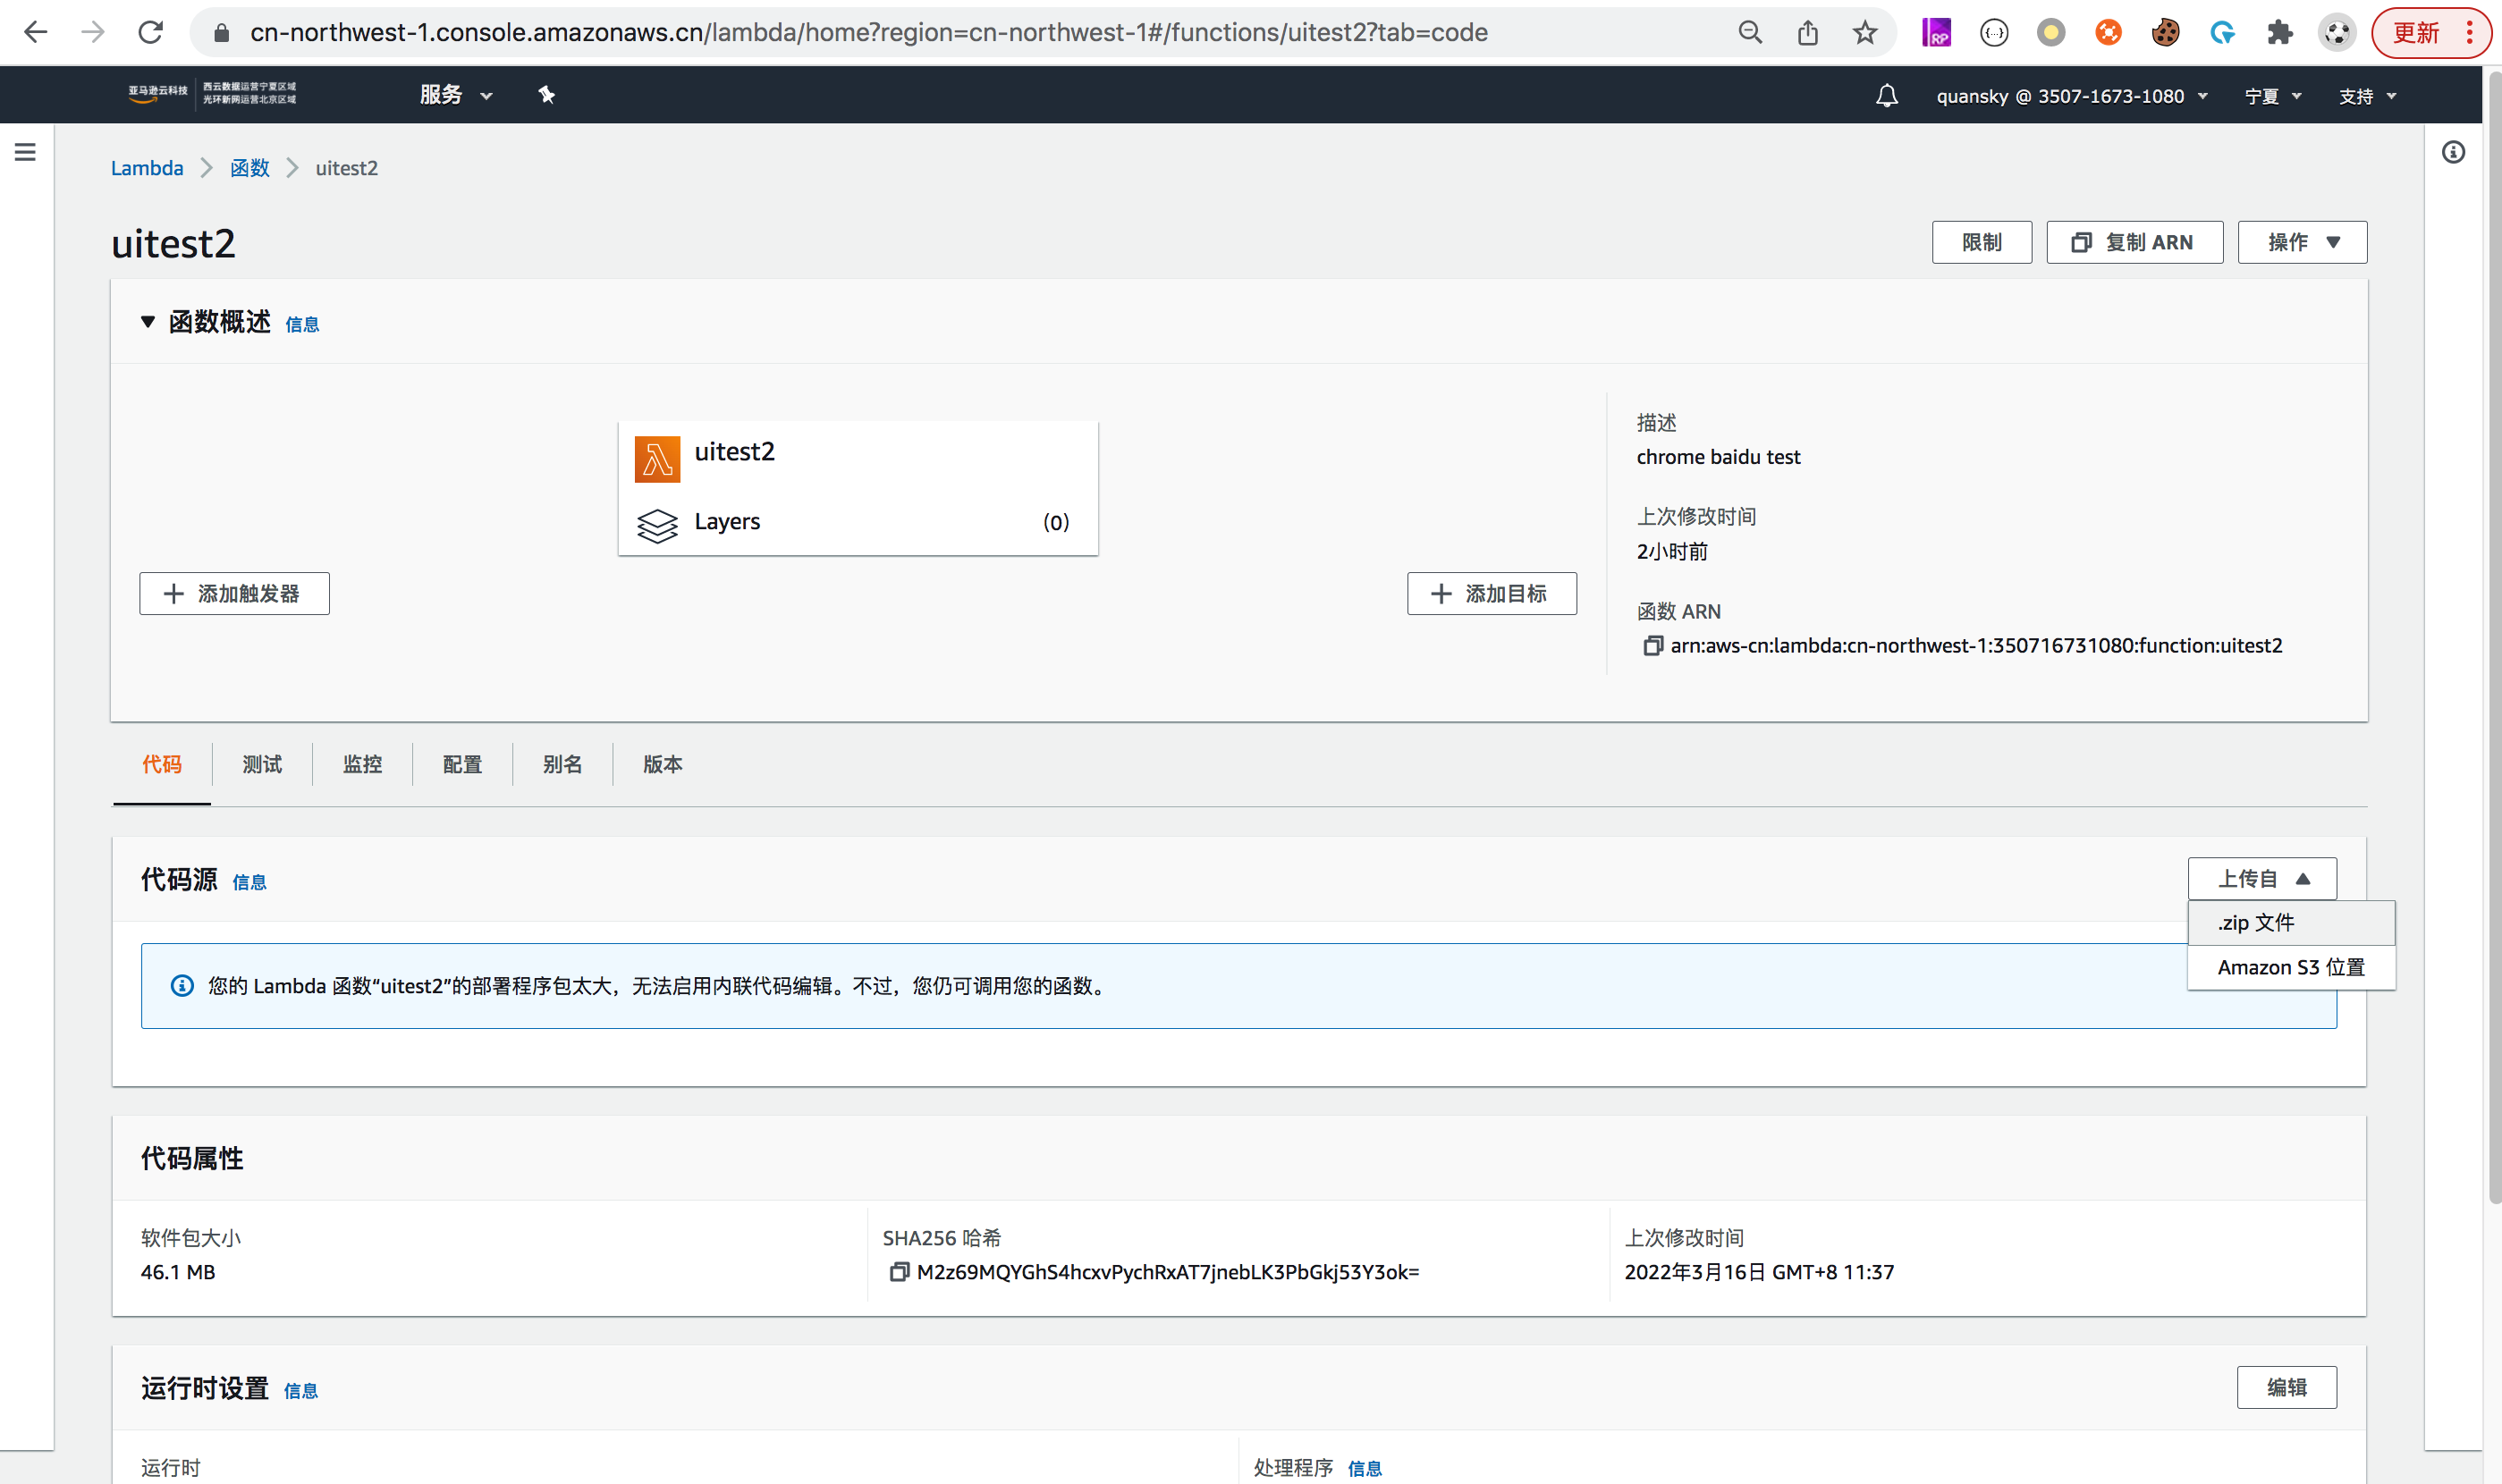 cn-northwest-1.console.amazonaws.cn/lambda/home?region=cn-northwest-1#/functions/uitest2?tab=code
RP
{...}
更新
亚马逊云科技
西云数据运营宁夏区域
光环新网运营北京区域
服务
quansky @ 3507-1673-1080
宁夏
支持
Lambda
函数
uitest2
uitest2
限制
复制 ARN
操作
函数概述 信息
uitest2
Layers
(0)
添加触发器
添加目标
描述
chrome baidu test
上次修改时间
2小时前
函数 ARN
arn:aws-cn:lambda:cn-northwest-1:350716731080:function:uitest2
代码
测试
监控
配置
别名
版本
代码源 信息
上传自
.zip 文件
Amazon S3 位置
您的 Lambda 函数“uitest2”的部署程序包太大，无法启用内联代码编辑。不过，您仍可调用您的函数。
代码属性
软件包大小
46.1 MB
SHA256 哈希
M2z69MQYGhS4hcxvPychRxAT7jnebLK3PbGkj53Y3ok=
上次修改时间
2022年3月16日 GMT+8 11:37
运行时设置 信息
编辑
运行时
处理程序 信息